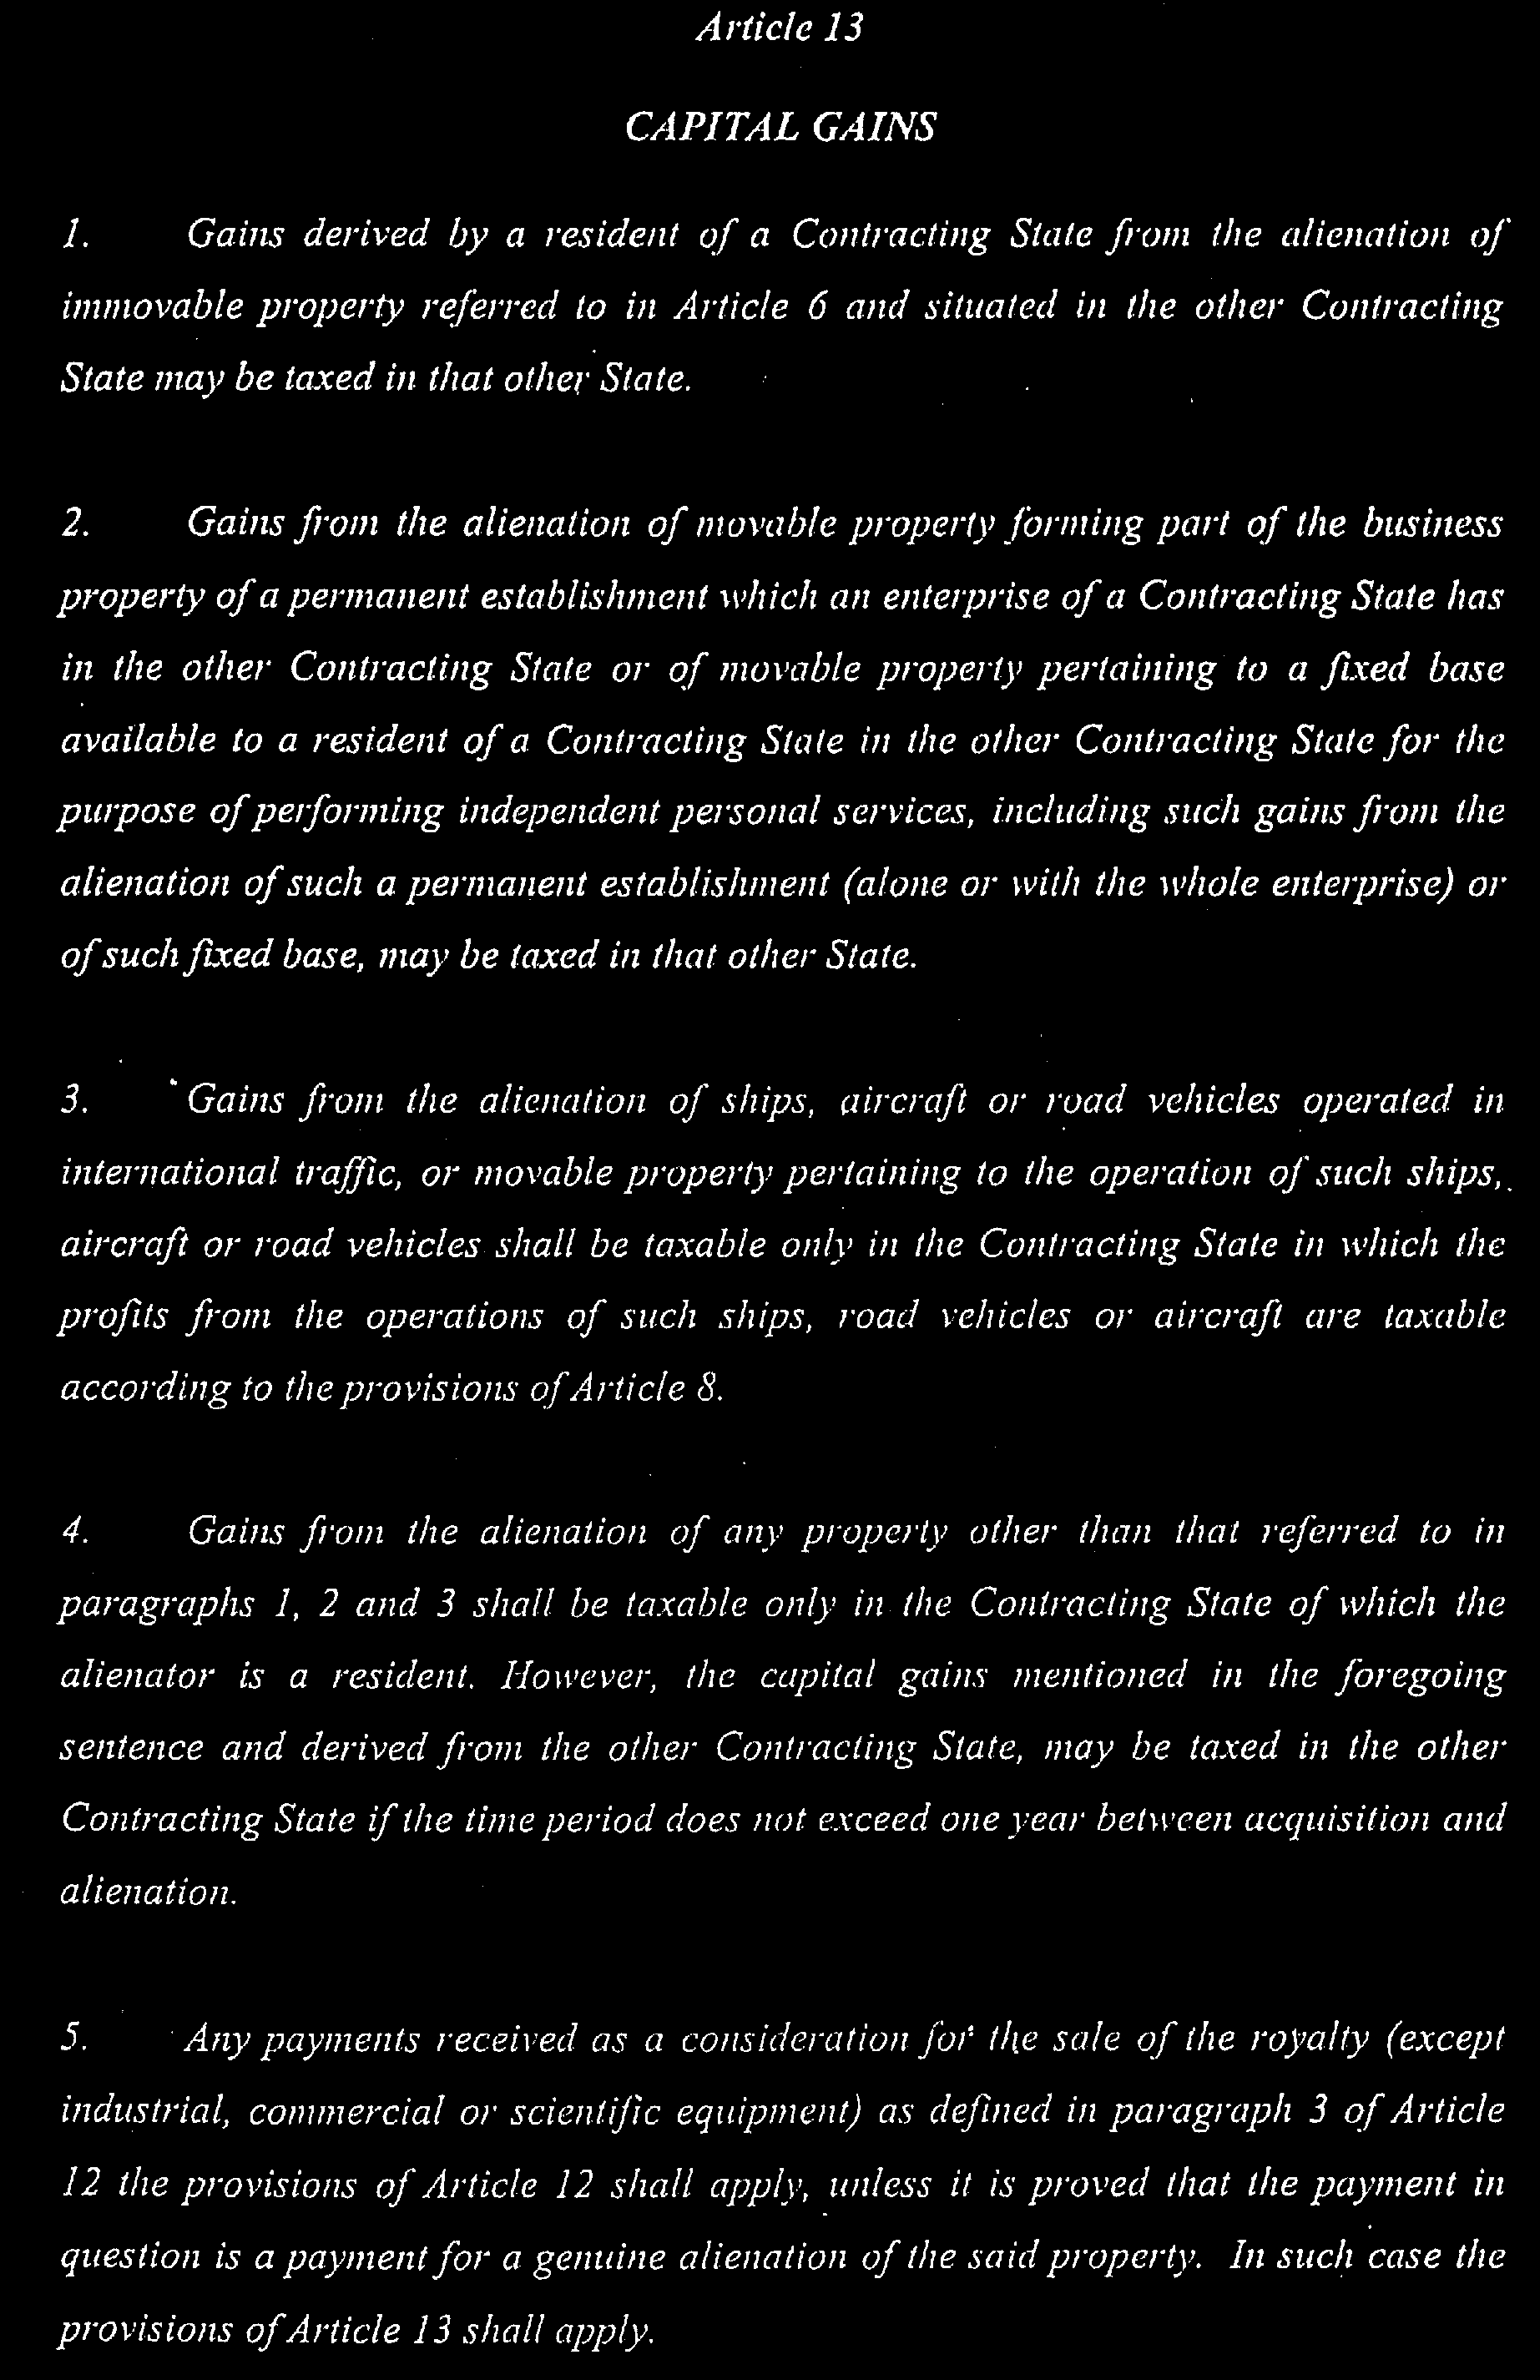 Article 13
CAPITAL GAINS
1. Gains derived by a resident of a Contracting State from the alienation of
immovable property referred to in Article 6 and situated in the other Contracting
State may be taxed in that other State.
2. Gains from the alienation of movable property forming part of the business
property of a permanent establishment which an enterprise of a Contracting State has
in the other Contracting State or of movable property pertaining to a fixed base
available to a resident of a Contracting State in the other Contracting State for the
purpose of performing independent personal services, including such gains from the
alienation of such a permanent establishment (alone or with the whole enterprise) or
of such fixed base, may be taxed in that other State.
3. Gains from the alienation of ships, aircraft or road vehicles operated in
international traffic, or movable property pertaining to the operation of such ships,
aircraft or road vehicles shall be taxable only in the Contracting State in which the
profits from the operations of such ships, road vehicles or aircraft are taxable
according to the provisions of Article 8.
4. Gains from the alienation of any property other than that referred to in
paragraphs 1, 2 and 3 shall be taxable only in the Contracting State of which the
alienator is a resident. However, the capital gains mentioned in the foregoing
sentence and derived from the other Contracting State, may be taxed in the other
Contracting State if the time period does not exceed one year between acquisition and
alienation.
5. Any payments received as a consideration for the sale of the royalty (except
industrial, commercial or scientific equipment) as defined in paragraph 3 of Article
12 the provisions of Article 12 shall apply, unless it is proved that the payment in
question is a payment for a genuine alienation of the said property. In such case the
provisions of Article 13 shall apply.